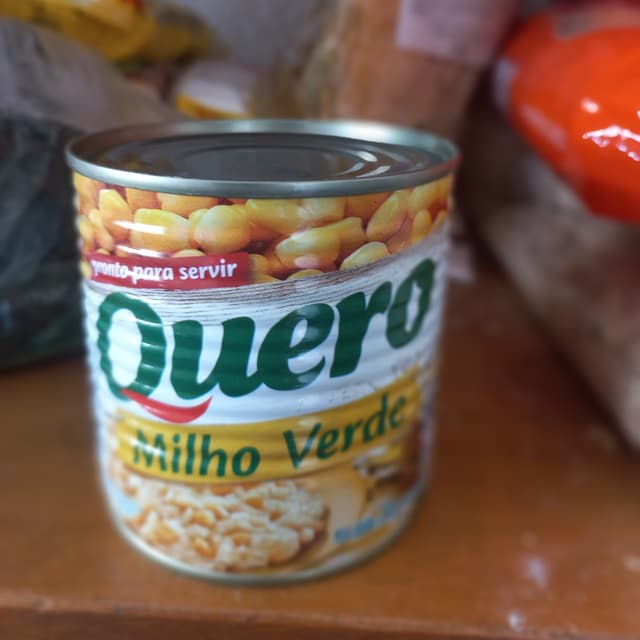 pronto para servir
Quero
Milho Verde